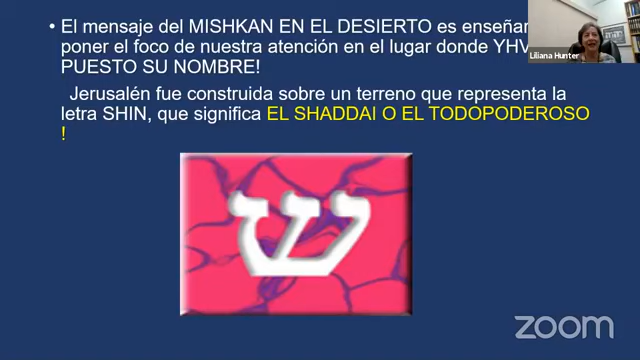 • El mensaje del MISHKAN EN EL DESIERTO es
poner el foco de nuestra atención en el lugar donde
PUESTO SU NOMBRE!
Jerusalén fue construida sobre un terreno que representa la
letra SHIN, que significa EL SHADDAI O EL TODOPODEROSO
!
ש
Liliana Hunter
zoom